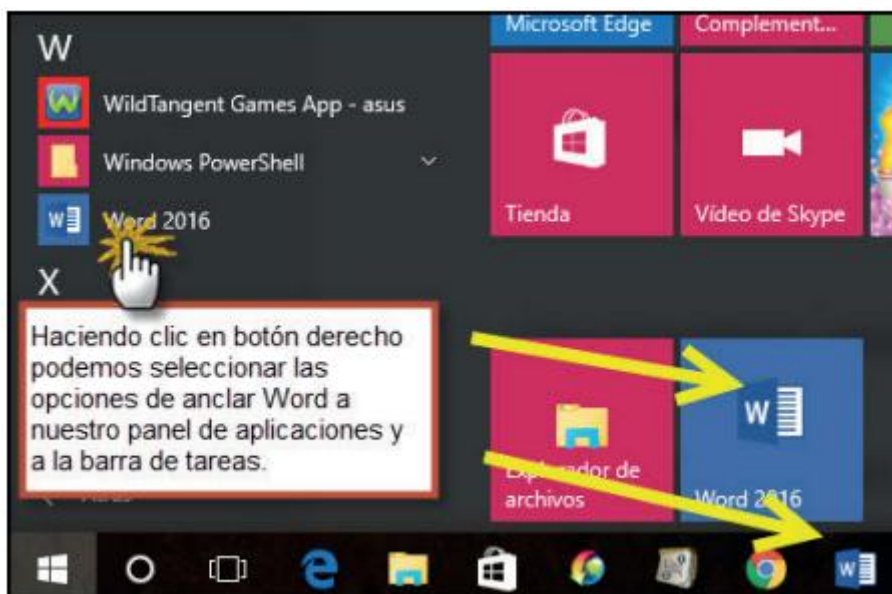 Microsoft Edge
Complement...
W
WildTangent Games App - asus
Windows PowerShell
Word 2016
Tienda
Vídeo de Skype
X
Haciendo clic en botón derecho
podemos seleccionar las
opciones de anclar Word a
nuestro panel de aplicaciones y
a la barra de tareas.
Explorador de
archivos
Word 2016